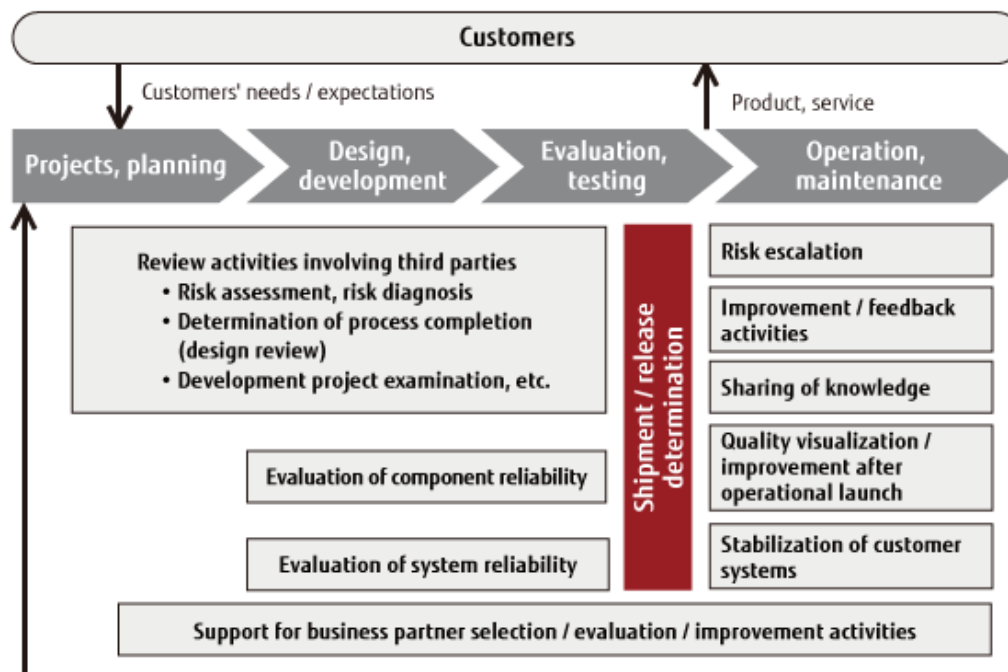 Customers
Customers' needs / expectations
Product, service
Projects, planning
Design,
development
Evaluation,
testing
Operation,
maintenance
Review activities involving third parties
• Risk assessment, risk diagnosis
• Determination of process completion
(design review)
• Development project examination, etc.
Evaluation of component reliability
Evaluation of system reliability
Shipment / release
determination
Risk escalation
Improvement / feedback
activities
Sharing of knowledge
Quality visualization /
improvement after
operational launch
Stabilization of customer
systems
Support for business partner selection / evaluation / improvement activities